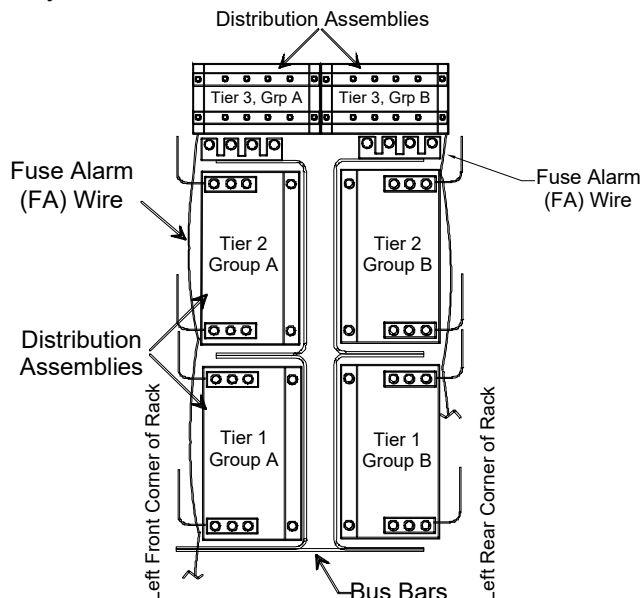 Distribution Assemblies
Tier 3, Grp A
Tier 3, Grp B
Fuse Alarm
(FA) Wire
Fuse Alarm
(FA) Wire
Tier 2
Group A
Tier 2
Group B
Distribution
Assemblies
Tier 1
Group A
Tier 1
Group B
Left Front Corner of Rack
Left Rear Corner of Rack
Bus Bars